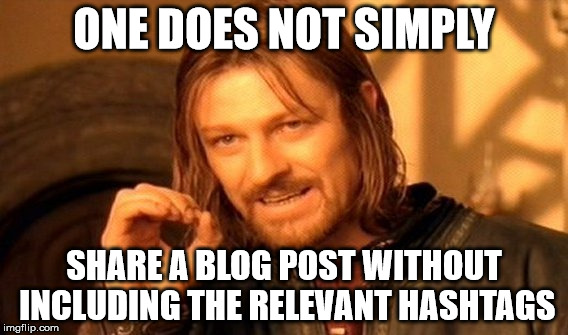 ONE DOES NOT SIMPLY
SHARE A BLOG POST WITHOUT
INCLUDING THE RELEVANT HASHTAGS
imgflip.com